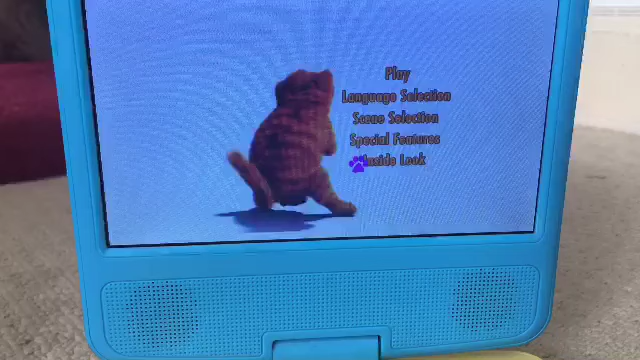 Play
Language Selection
Scene Selection
Special Features
Inside Look